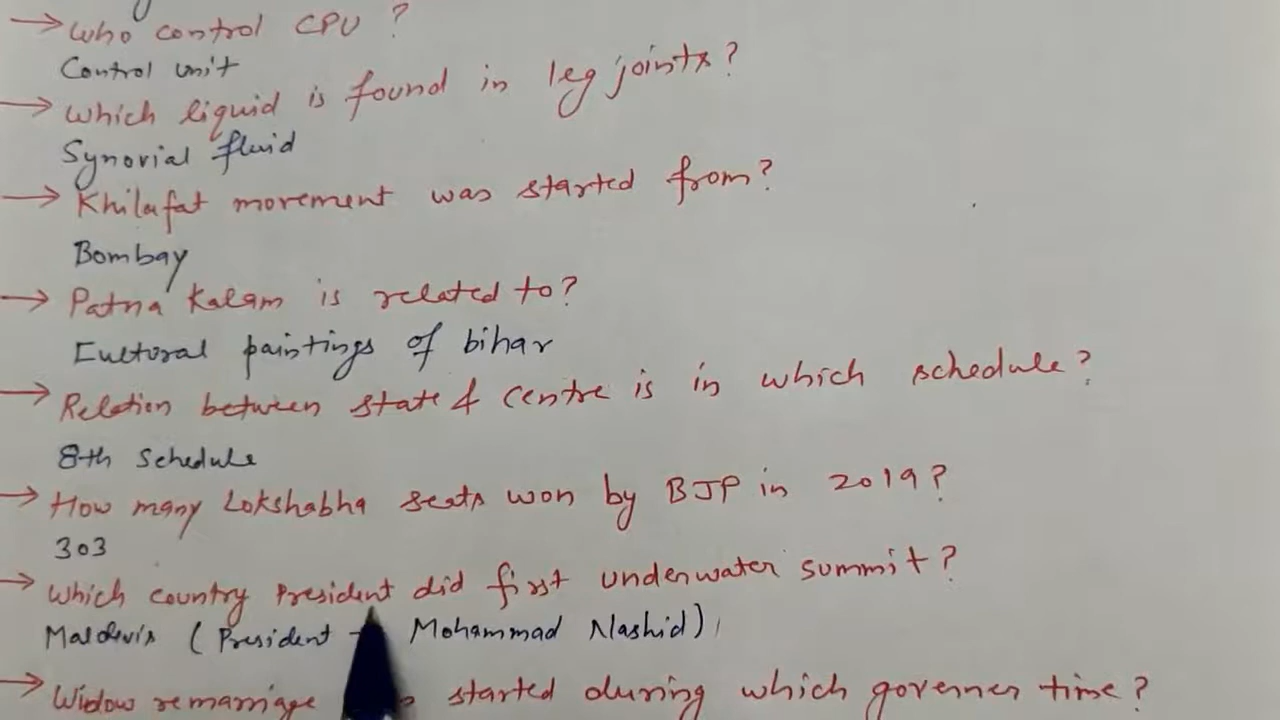 → Who control CPU ?
Control unit
→ Which liquid is found in leg joints?
Synovial fluid
→ Khilafat movement was started from?
Bombay
→ Patna Kalam is related to?
Cultural paintings of bihar
→ Relation between state & centre is in which schedule?
8th Schedule
→ How many Lokshabha seats won by BJP in 2019?
303
→ Which country President did first underwater summit?
Maldivis (President - Mohammad Nashid)
→ Widow remarriage started during which governer time?